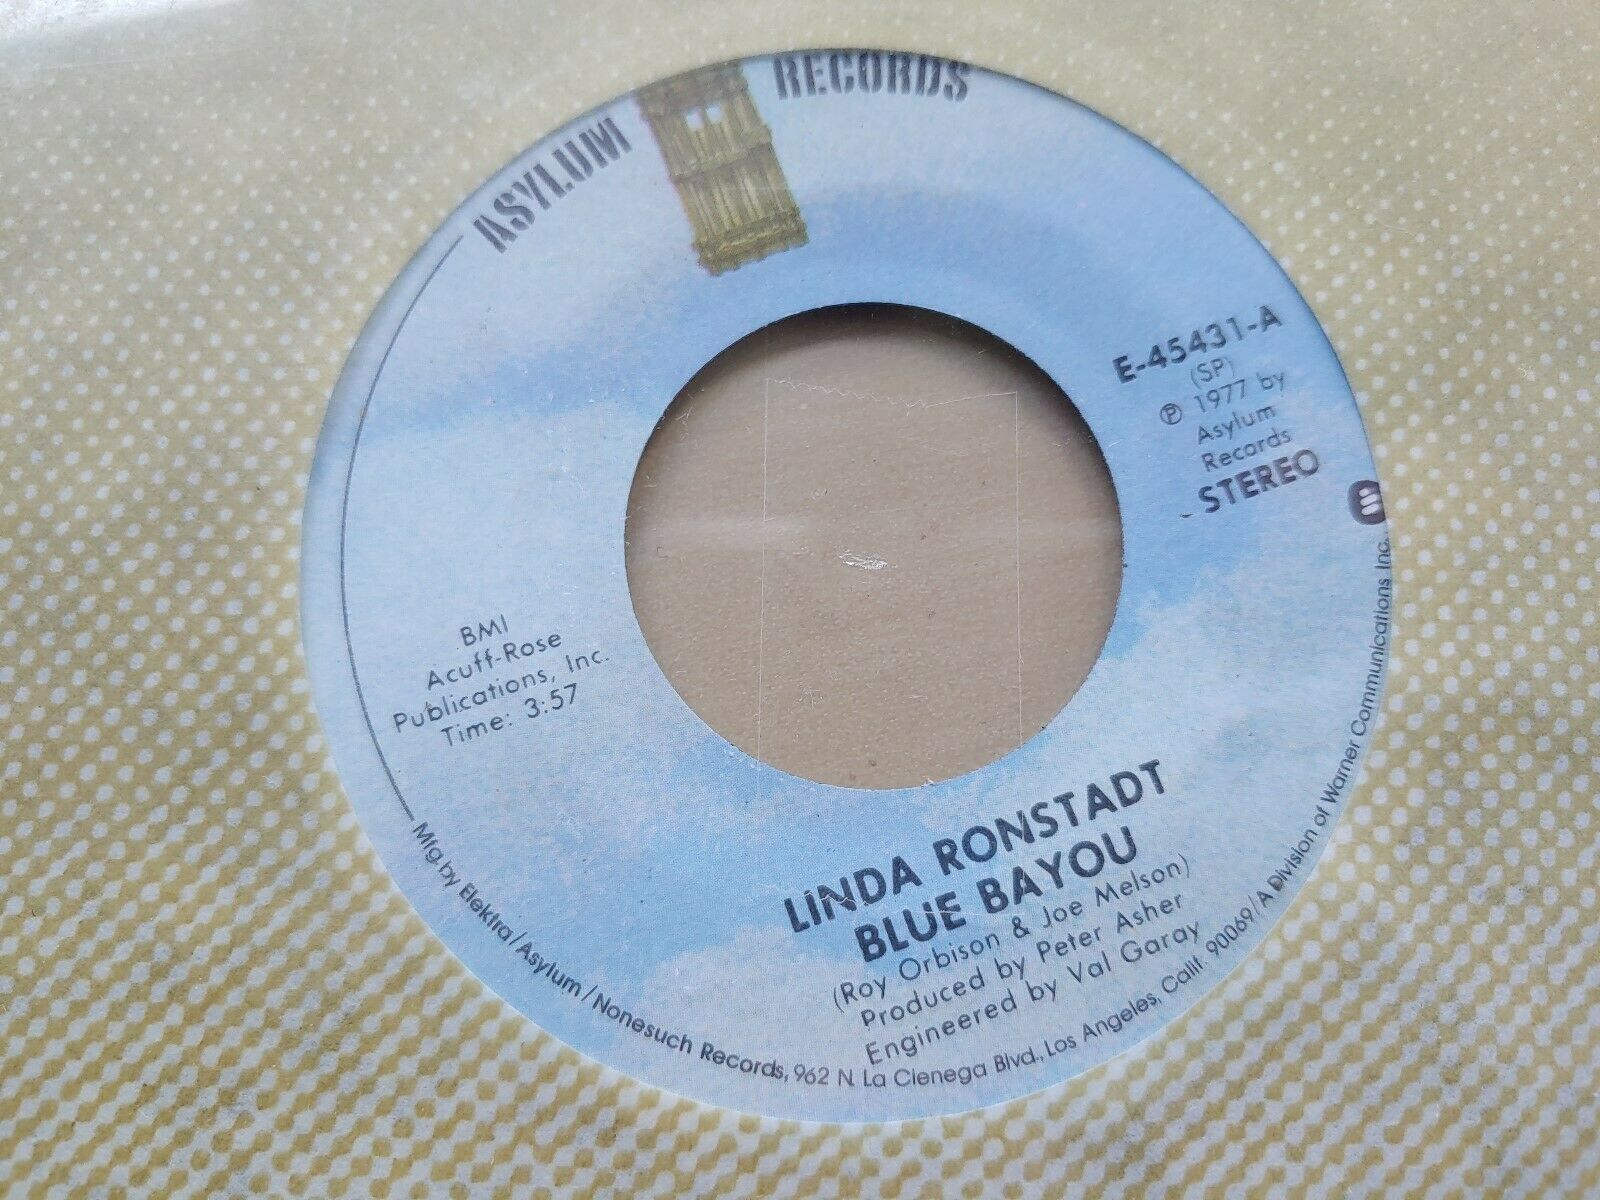 ASYLUM RECORDS
E-45431-A
(SP)
℗ 1977 by
Asylum
Records
STEREO
BMI
Acuff-Rose
Publications, Inc.
Time: 3:57
LINDA RONSTADT
BLUE BAYOU
(Roy Orbison & Joe Melson)
Produced by Peter Asher
Engineered by Val Garay
Mfg. by Elektra/Asylum/Nonesuch Records, 962 N. La Cienega Blvd., Los Angeles, Calif. 90069/A Division of Warner Communications Inc.